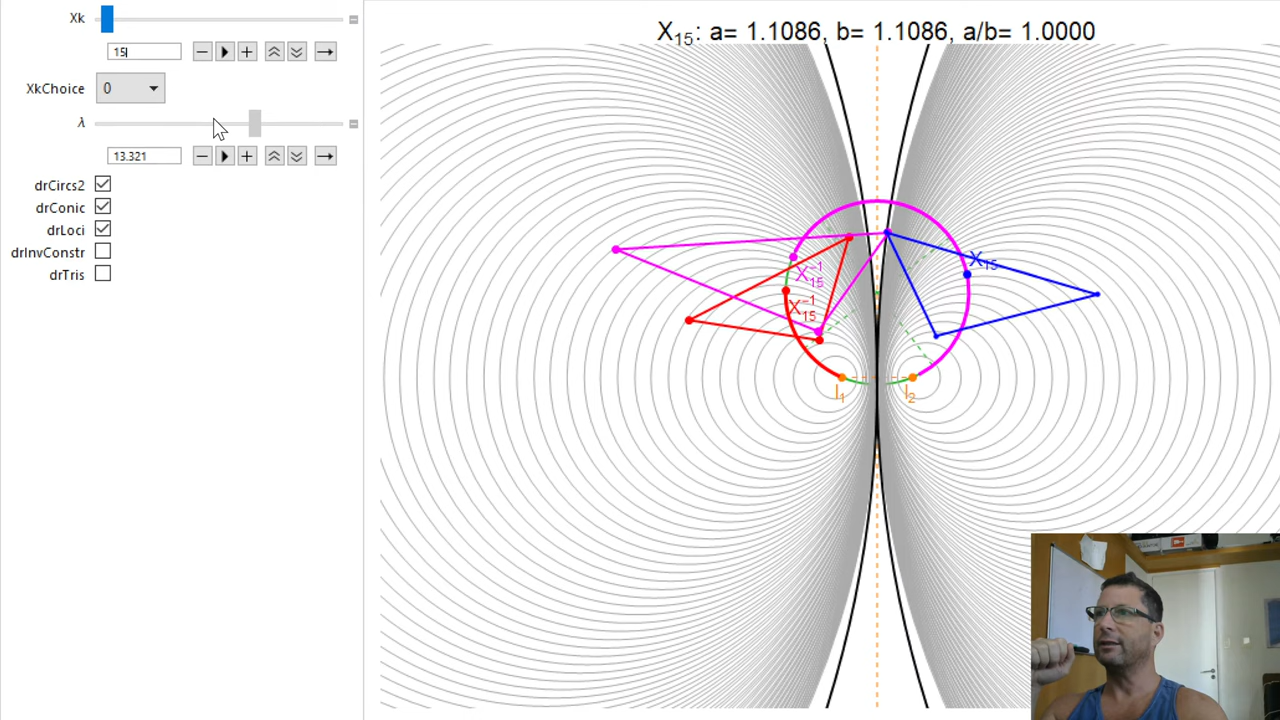 Xk
15
XkChoice 0
λ
13.321
drCircs2
drConic
drLoci
drInvConstr
drTris
X₁₅: a= 1.1086, b= 1.1086, a/b= 1.0000
X₁₅
X₁₅⁻¹
X₁₅⁻¹
I₁ I₂